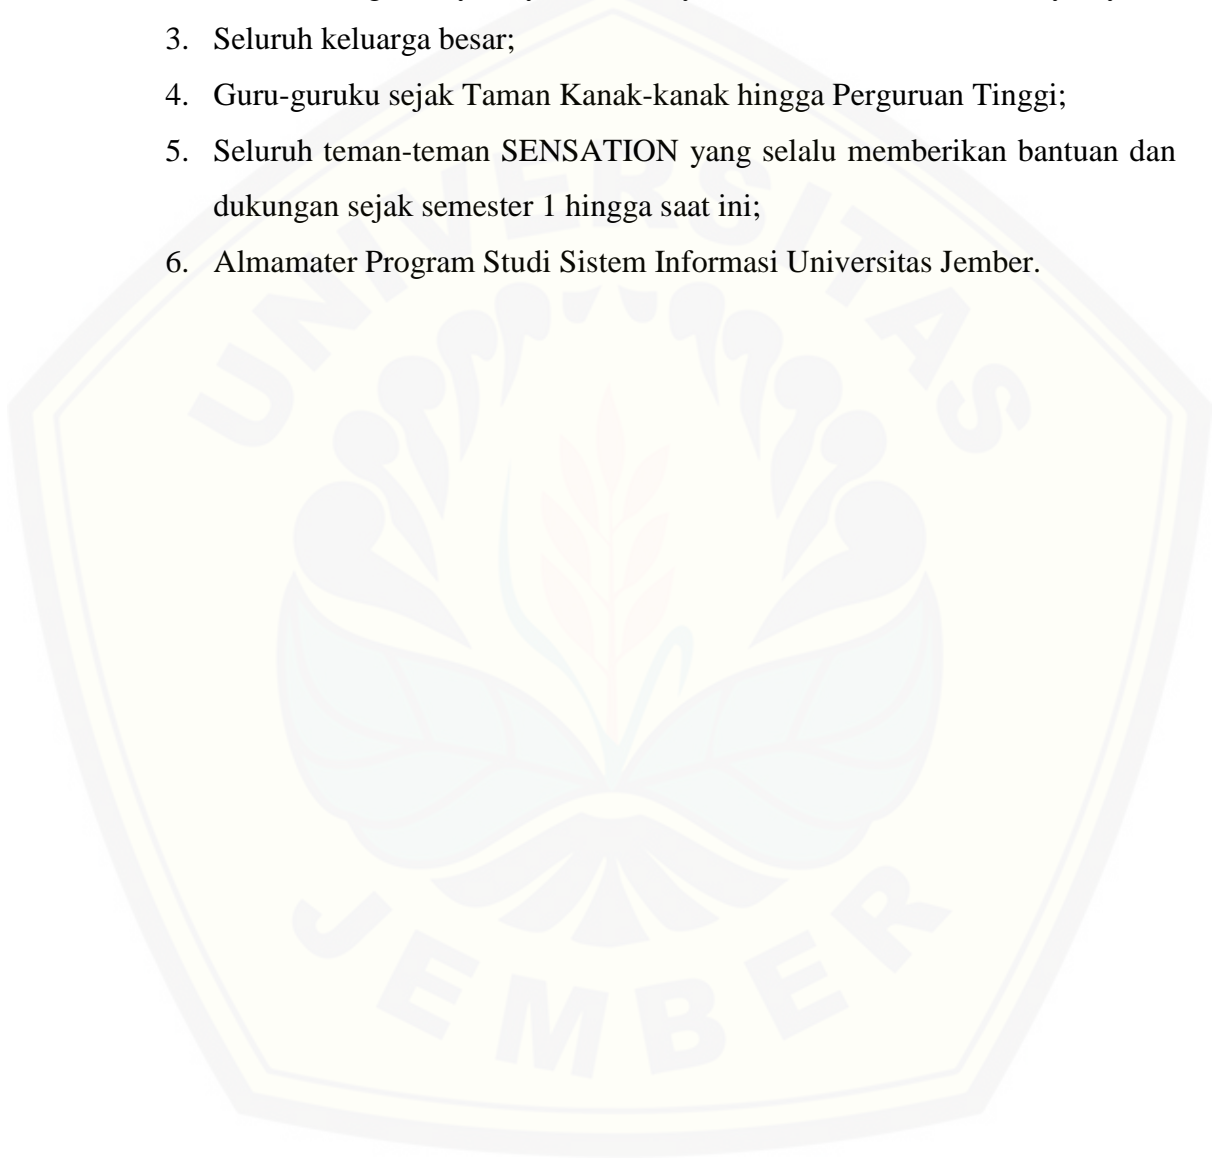 3. Seluruh keluarga besar;
4. Guru-guruku sejak Taman Kanak-kanak hingga Perguruan Tinggi;
5. Seluruh teman-teman SENSATION yang selalu memberikan bantuan dan
dukungan sejak semester 1 hingga saat ini;
6. Almamater Program Studi Sistem Informasi Universitas Jember.
UNIVERSITAS
JEMBER